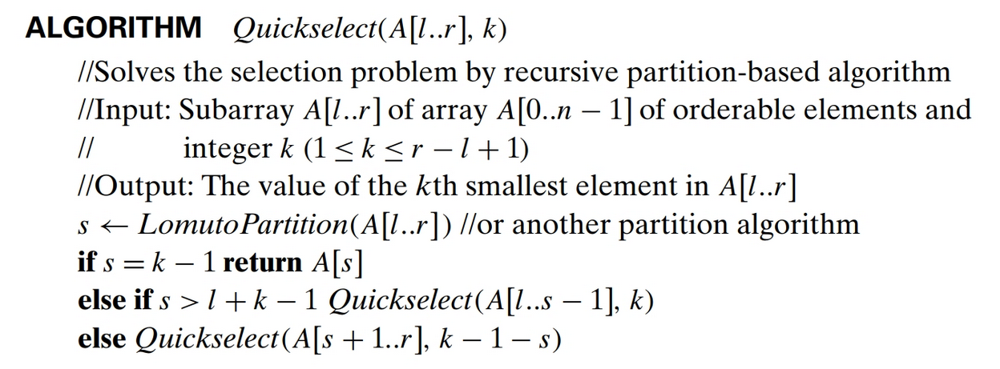 ALGORITHM Quickselect(A[l..r], k)
//Solves the selection problem by recursive partition-based algorithm
//Input: Subarray A[l..r] of array A[0..n − 1] of orderable elements and
// integer k (1 ≤ k ≤ r − l + 1)
//Output: The value of the kth smallest element in A[l..r]
s ← LomutoPartition(A[l..r]) //or another partition algorithm
if s = k − 1 return A[s]
else if s > l + k − 1 Quickselect(A[l..s − 1], k)
else Quickselect(A[s + 1..r], k − 1 − s)